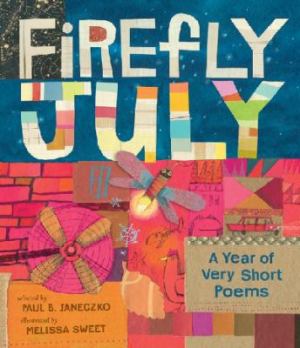 FiREFLY
JULY
A Year of
Very Short
Poems
selected by
PAUL B. JANECZKO
illustrated by
MELISSA SWEET